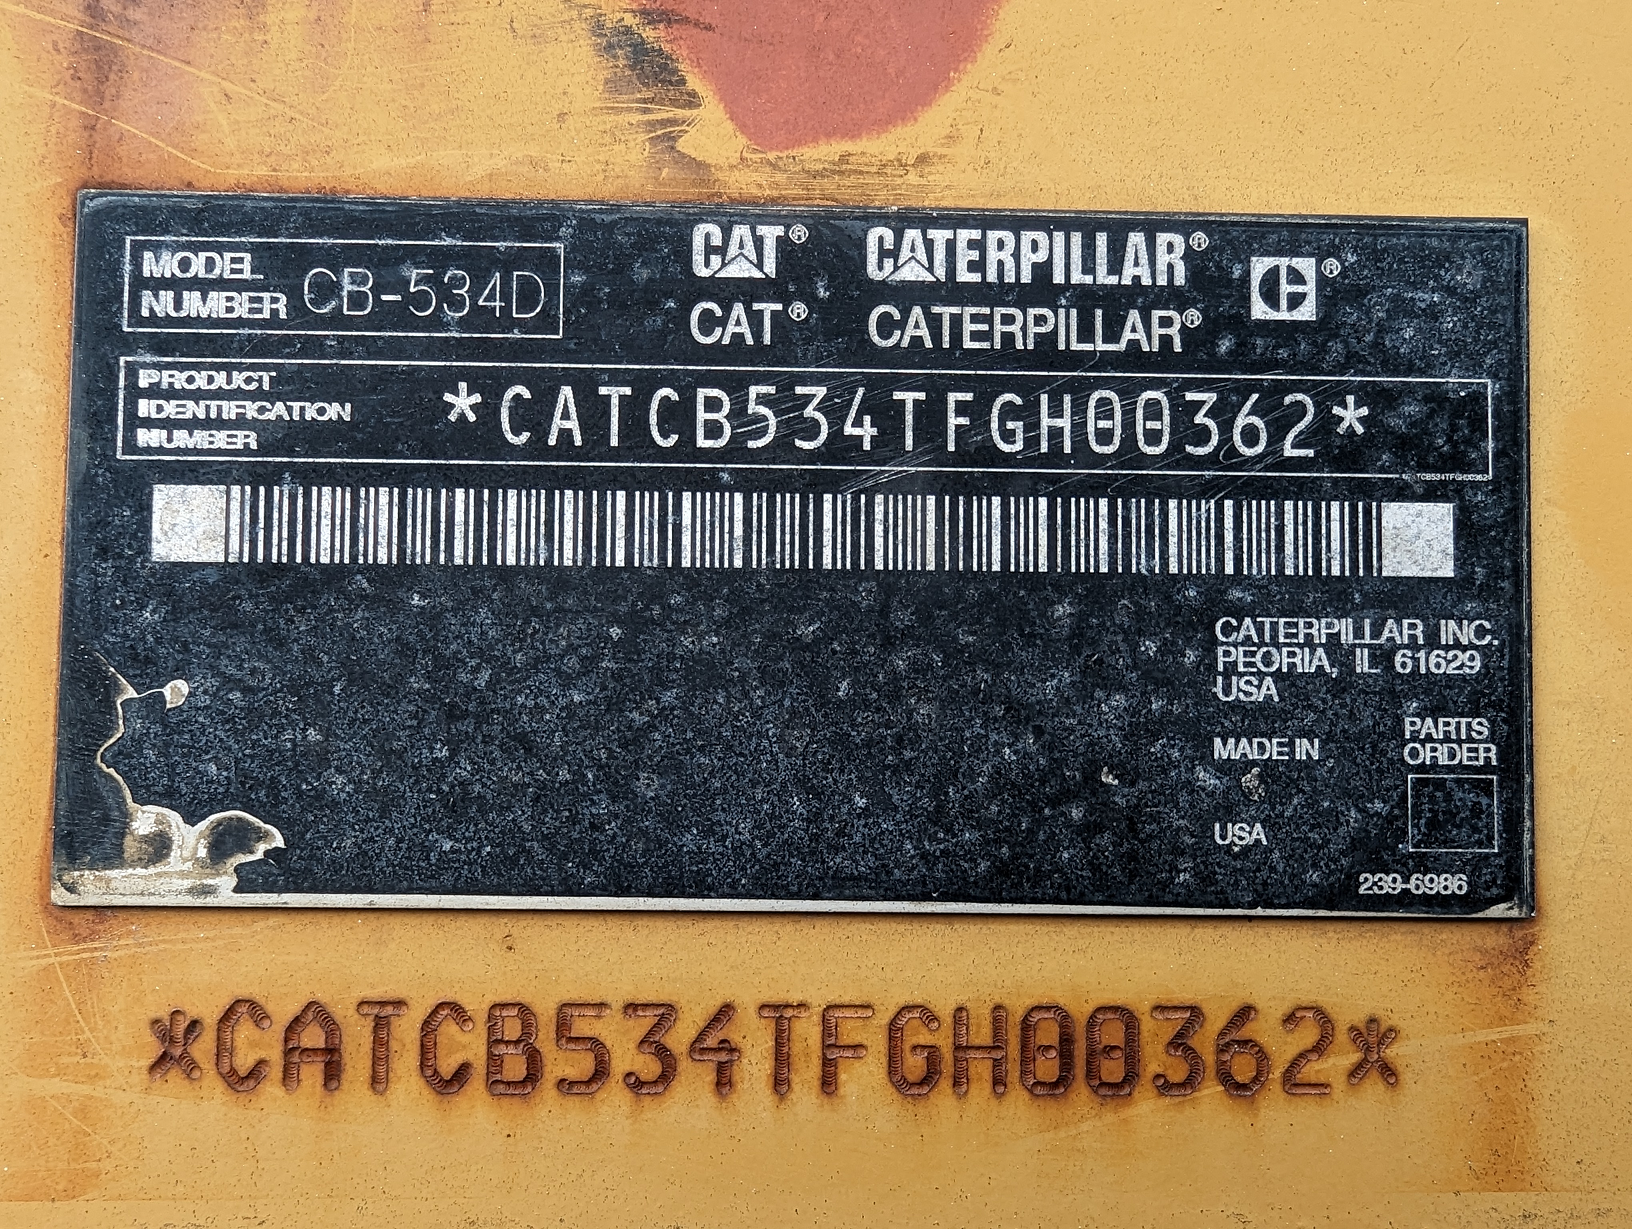 MODEL NUMBER CB-534D
CAT® CATERPILLAR® C®
CAT® CATERPILLAR®
PRODUCT
IDENTIFICATION
NUMBER
*CATCB534TFGH00362*
TCB534TFGH00362
CATERPILLAR INC.
PEORIA, IL 61629
USA
MADE IN
USA
PARTS
ORDER
239-6986
*CATCB534TFGH00362*